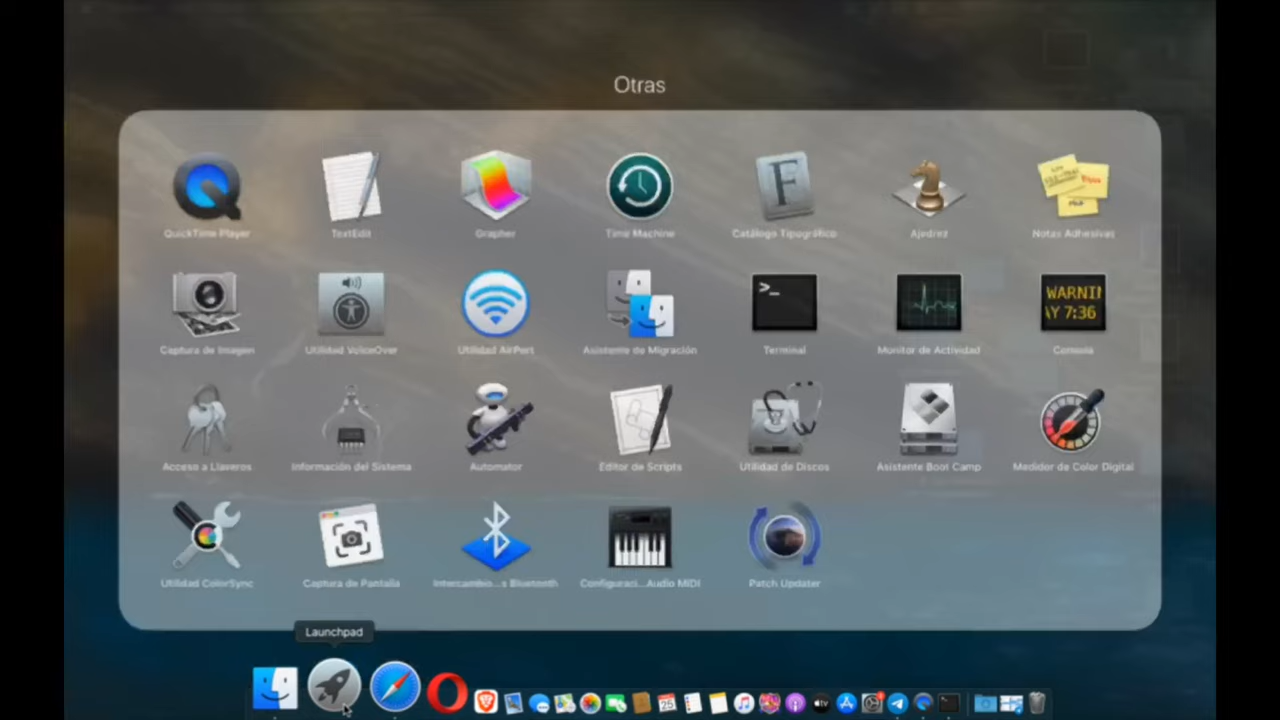 Otras
QuickTime Player
TextEdit
Grapher
Time Machine
Catálogo Tipográfico
Ajedrez
Notas Adhesivas
WARNIN
AY 7:36
Captura de Imagen
Utilidad VoiceOver
Utilidad AirPort
Asistente de Migración
Terminal
Monitor de Actividad
Consola
Acceso a Llaveros
Información del Sistema
Automator
Editor de Scripts
Utilidad de Discos
Asistente Boot Camp
Medidor de Color Digital
Utilidad ColorSync
Captura de Pantalla
Intercambio...s Bluetooth
Configuraci...Audio MIDI
Patch Updater
Launchpad
25